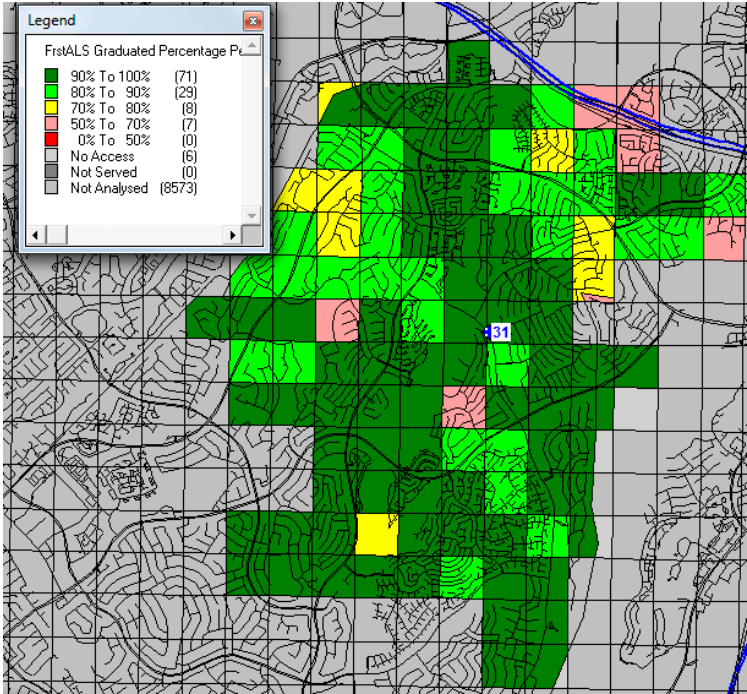 Legend
FrstALS Graduated Percentage Pe
90% To 100% (71)
80% To 90% (29)
70% To 80% (8)
50% To 70% (7)
0% To 50% (0)
No Access (6)
Not Served (0)
Not Analysed (8573)
31